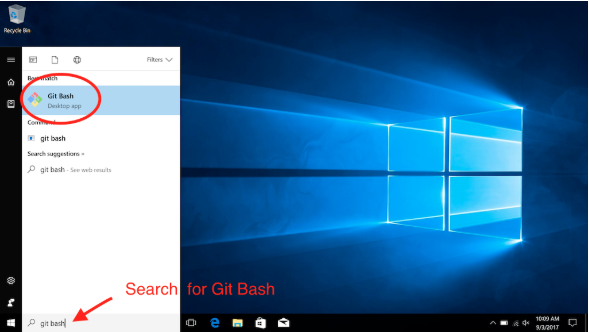 Recycle Bin
Filters
Best match
Git Bash
Desktop app
Command
git bash
Search suggestions
git bash - See web results
Search for Git Bash
git bash
10:09 AM
9/3/2017